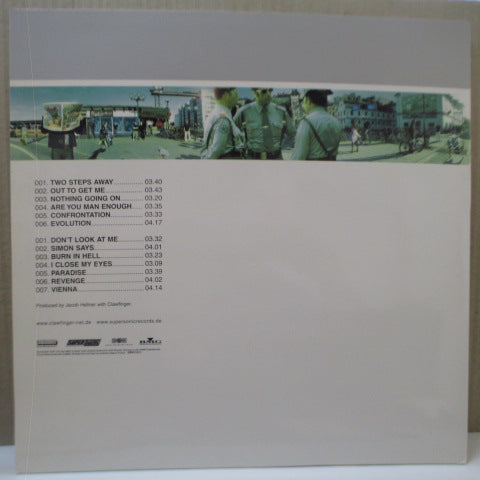 001. TWO STEPS AWAY............... 03.40
002. OUT TO GET ME................. 03.43
003. NOTHING GOING ON.......... 03.20
004. ARE YOU MAN ENOUGH.... 03.35
005. CONFRONTATION............... 03.33
006. EVOLUTION......................... 04.17
001. DON'T LOOK AT ME............ 03.32
002. SIMON SAYS....................... 04.01
003. BURN IN HELL..................... 03.23
004. I CLOSE MY EYES............... 03.09
005. PARADISE........................... 03.39
006. REVENGE........................... 04.02
007. VIENNA............................... 04.14
Produced by Jacob Hellner with Clawfinger.
www.clawfinger-net.de www.supersonicrecords.de
SUPERSONIC BMG